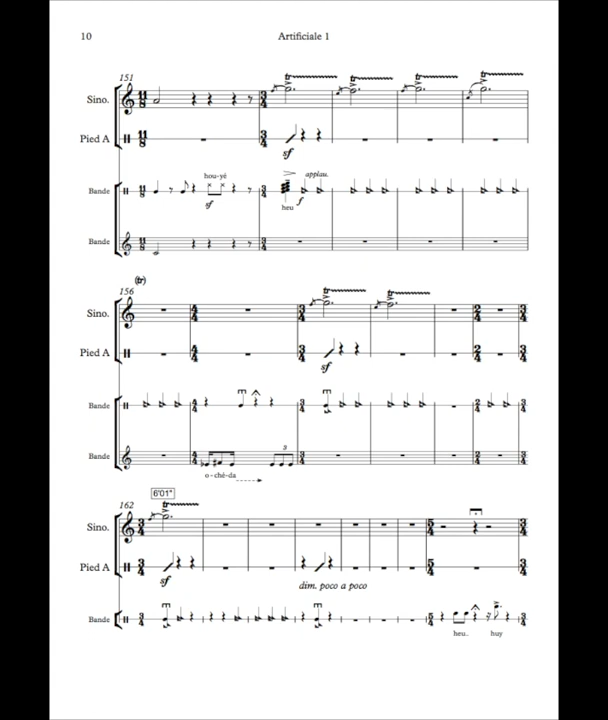 10
Artificiale 1
151
Sino.
Pied A
sf
hou-yé
applau.
Bande
sf
f
heu
Bande
(tr)
156
Sino.
Pied A
sf
Bande
3
Bande
o-ché-da
6'01"
162
Sino.
Pied A
sf
dim. poco a poco
Bande
heu..
huy